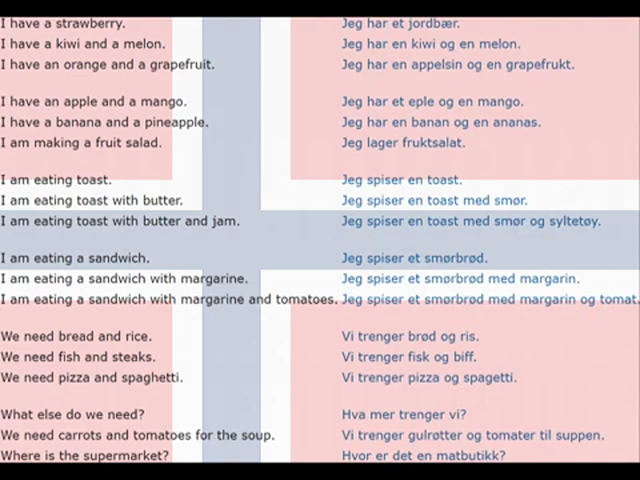 I have a strawberry. Jeg har et jordbær.
I have a kiwi and a melon. Jeg har en kiwi og en melon.
I have an orange and a grapefruit. Jeg har en appelsin og en grapefrukt.
I have an apple and a mango. Jeg har et eple og en mango.
I have a banana and a pineapple. Jeg har en banan og en ananas.
I am making a fruit salad. Jeg lager fruktsalat.
I am eating toast. Jeg spiser en toast.
I am eating toast with butter. Jeg spiser en toast med smør.
I am eating toast with butter and jam. Jeg spiser en toast med smør og syltetøy.
I am eating a sandwich. Jeg spiser et smørbrød.
I am eating a sandwich with margarine. Jeg spiser et smørbrød med margarin.
I am eating a sandwich with margarine and tomatoes. Jeg spiser et smørbrød med margarin og tomat.
We need bread and rice. Vi trenger brød og ris.
We need fish and steaks. Vi trenger fisk og biff.
We need pizza and spaghetti. Vi trenger pizza og spagetti.
What else do we need? Hva mer trenger vi?
We need carrots and tomatoes for the soup. Vi trenger gulrøtter og tomater til suppen.
Where is the supermarket? Hvor er det en matbutikk?